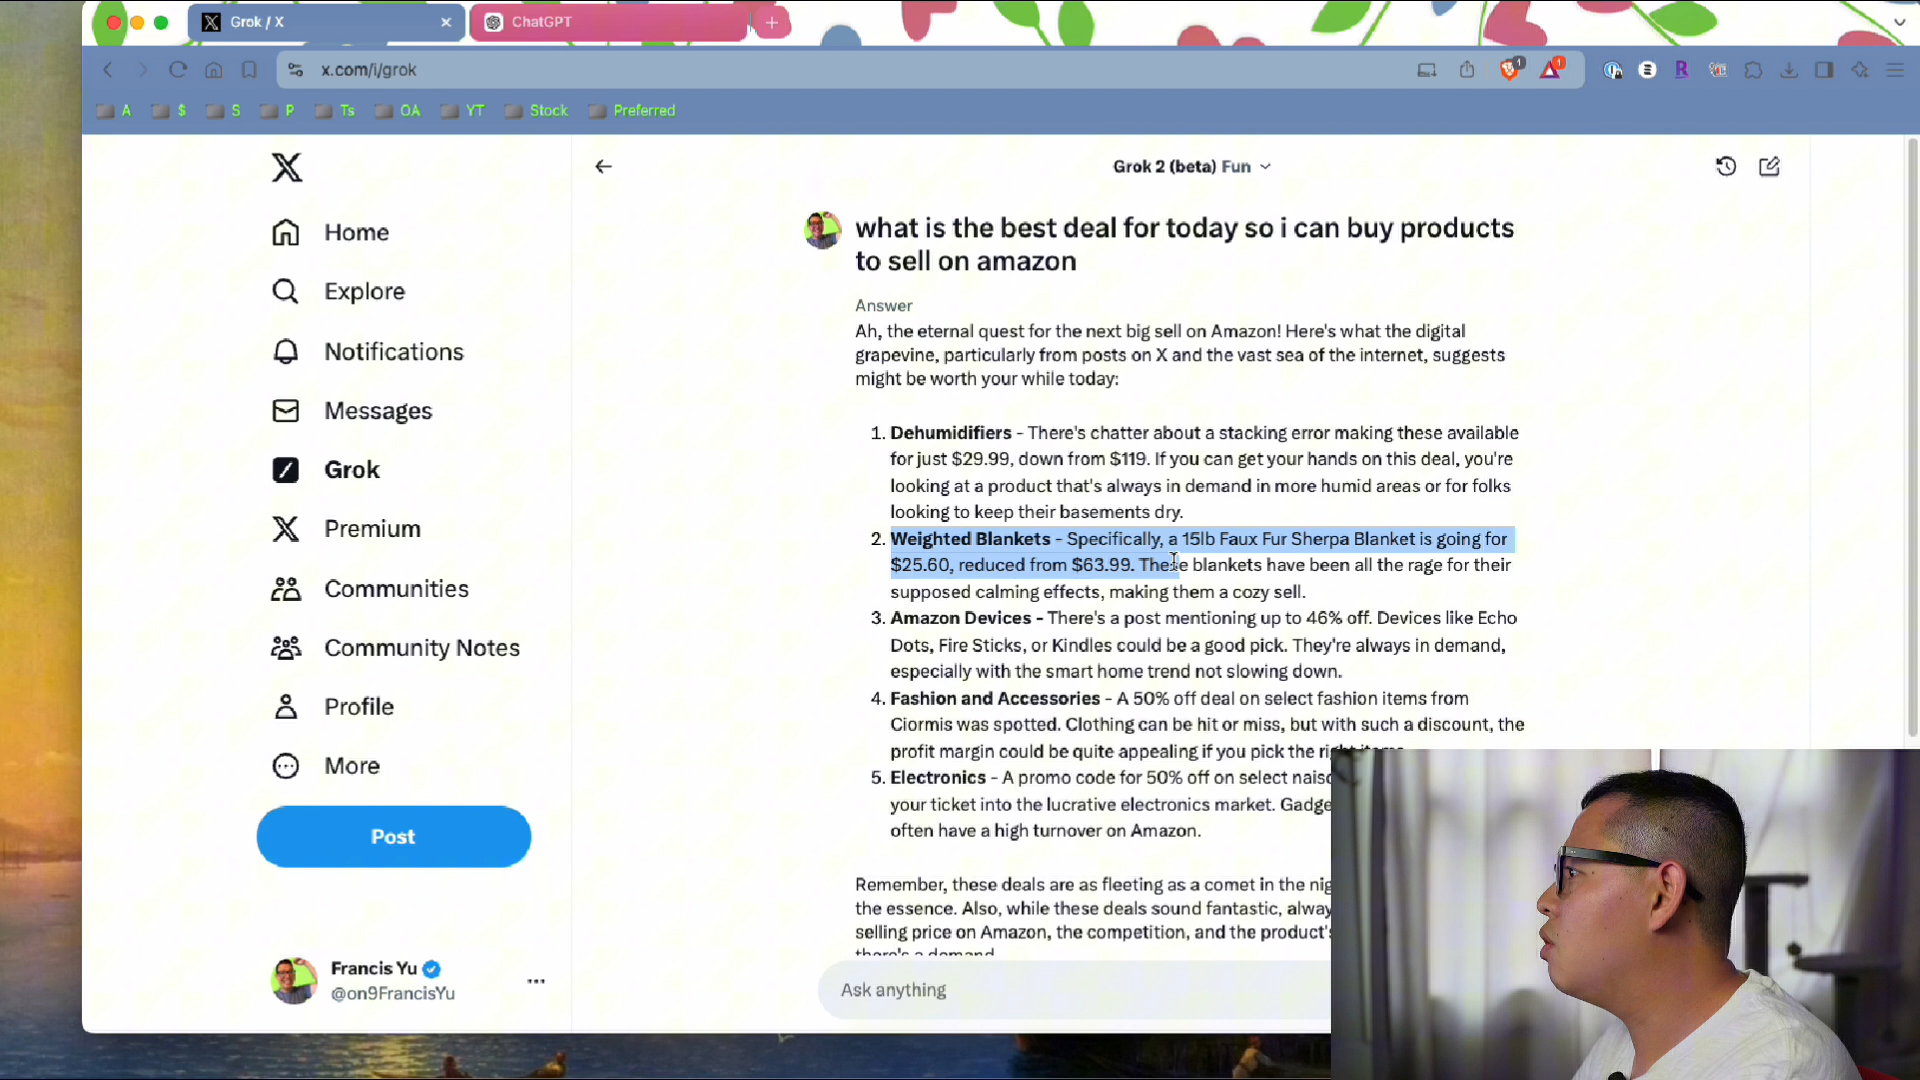 Grok / X
ChatGPT
x.com/i/grok
1
1
A
$
S
P
Ts
OA
YT
Stock
Preferred
Home
Explore
Notifications
Messages
Grok
Premium
Communities
Community Notes
Profile
More
Post
Francis Yu
@on9FrancisYu
Grok 2 (beta) Fun
what is the best deal for today so i can buy products
to sell on amazon
Answer
Ah, the eternal quest for the next big sell on Amazon! Here's what the digital
grapevine, particularly from posts on X and the vast sea of the internet, suggests
might be worth your while today:
1. Dehumidifiers - There's chatter about a stacking error making these available
for just $29.99, down from $119. If you can get your hands on this deal, you're
looking at a product that's always in demand in more humid areas or for folks
looking to keep their basements dry.
2. Weighted Blankets - Specifically, a 15lb Faux Fur Sherpa Blanket is going for
$25.60, reduced from $63.99. These blankets have been all the rage for their
supposed calming effects, making them a cozy sell.
3. Amazon Devices - There's a post mentioning up to 46% off. Devices like Echo
Dots, Fire Sticks, or Kindles could be a good pick. They're always in demand,
especially with the smart home trend not slowing down.
4. Fashion and Accessories - A 50% off deal on select fashion items from
Ciormis was spotted. Clothing can be hit or miss, but with such a discount, the
profit margin could be quite appealing if you pick the right items.
5. Electronics - A promo code for 50% off on select
your ticket into the lucrative electronics market.
often have a high turnover on Amazon.
Remember, these deals are as fleeting as a comet in the
the essence. Also, while these deals sound fantastic,
selling price on Amazon, the competition, and the product's
there's a demand
Ask anything